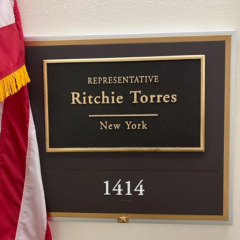 REPRESENTATIVE
Ritchie Torres
New York
1414